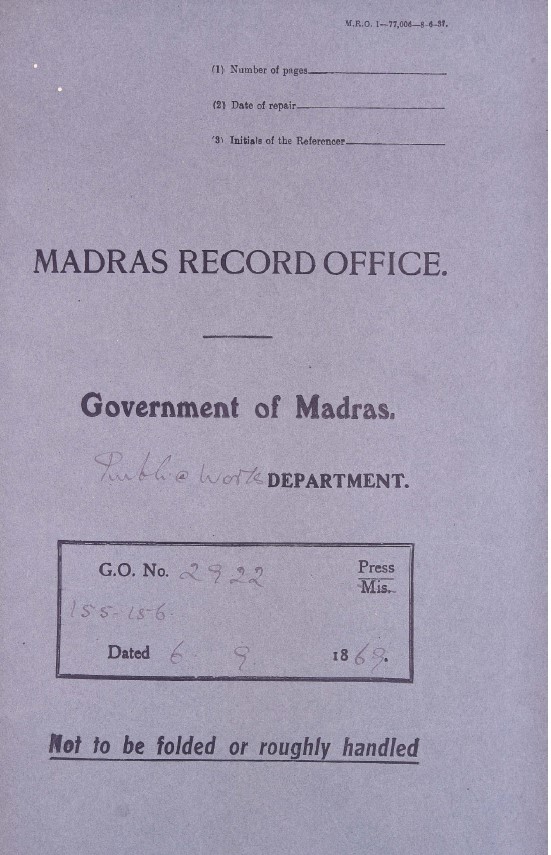 M.R.O. 1—77,006—8-6-37.
(1) Number of pages
(2) Date of repair
(3) Initials of the Referencer
MADRAS RECORD OFFICE.
Government of Madras.
Public Works DEPARTMENT.
G.O. No. 2922 Press
Mis.
155-156-
Dated 6 9 1869.
Not to be folded or roughly handled